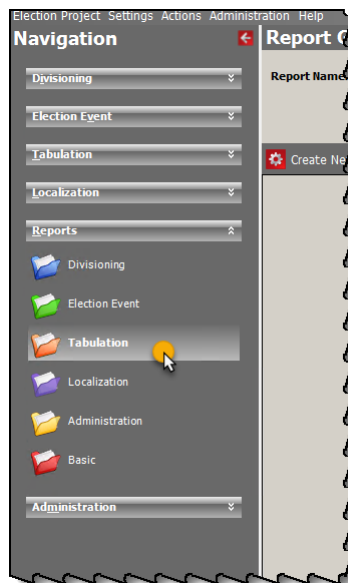 Election Project Settings Actions Administration Help
Navigation
Report
Divisioning
Report Name
Election Event
Tabulation
Create Ne
Localization
Reports
Divisioning
Election Event
Tabulation
Localization
Administration
Basic
Administration